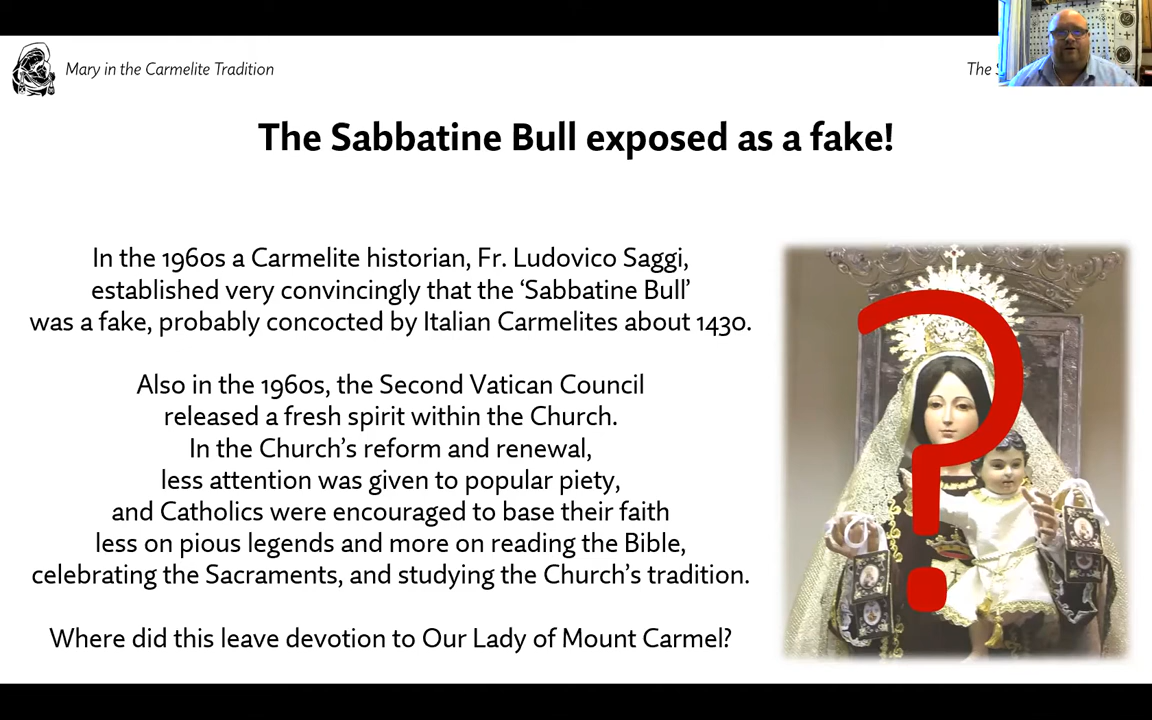 Mary in the Carmelite Tradition
The
The Sabbatine Bull exposed as a fake!
In the 1960s a Carmelite historian, Fr. Ludovico Saggi,
established very convincingly that the ‘Sabbatine Bull’
was a fake, probably concocted by Italian Carmelites about 1430.
Also in the 1960s, the Second Vatican Council
released a fresh spirit within the Church.
In the Church’s reform and renewal,
less attention was given to popular piety,
and Catholics were encouraged to base their faith
less on pious legends and more on reading the Bible,
celebrating the Sacraments, and studying the Church’s tradition.
Where did this leave devotion to Our Lady of Mount Carmel?
?